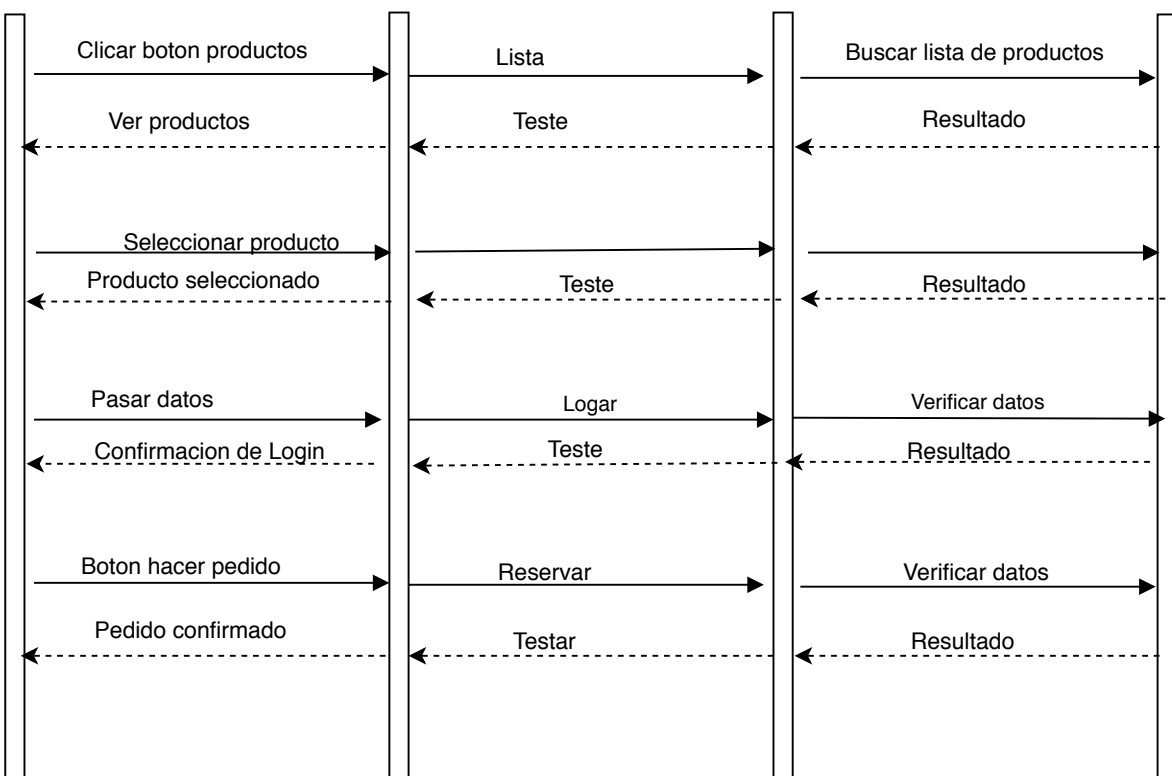 Clicar boton productos
Lista
Buscar lista de productos
Ver productos
Teste
Resultado
Seleccionar producto
Producto seleccionado
Teste
Resultado
Pasar datos
Logar
Verificar datos
Confirmacion de Login
Teste
Resultado
Boton hacer pedido
Reservar
Verificar datos
Pedido confirmado
Testar
Resultado